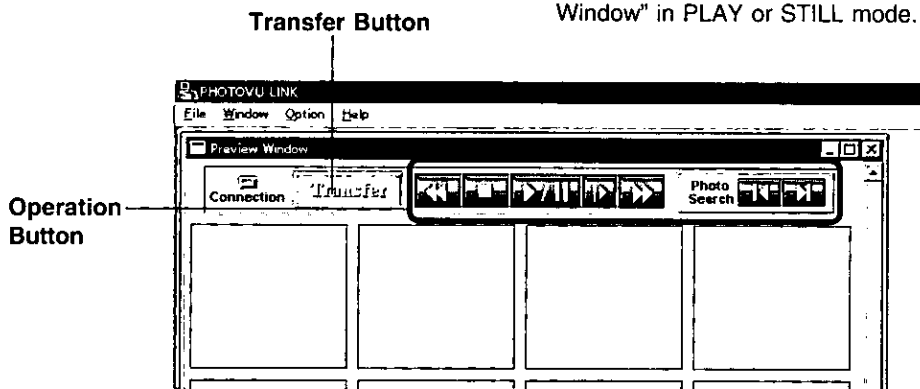 Window" in PLAY or STILL mode.
Transfer Button
PHOTOVU LINK
File Window Option Help
Preview Window
Connection Transfer Photo Search
Operation Button